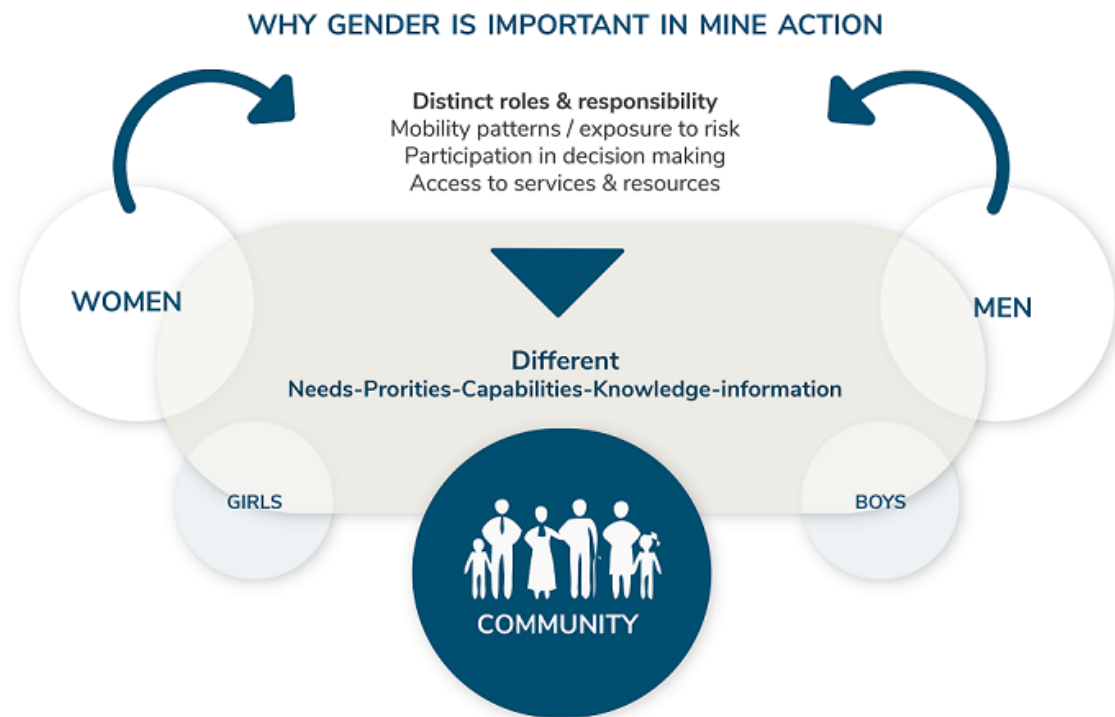 WHY GENDER IS IMPORTANT IN MINE ACTION
Distinct roles & responsibility
Mobility patterns / exposure to risk
Participation in decision making
Access to services & resources
WOMEN
MEN
Different
Needs-Prorities-Capabilities-Knowledge-information
GIRLS
BOYS
COMMUNITY